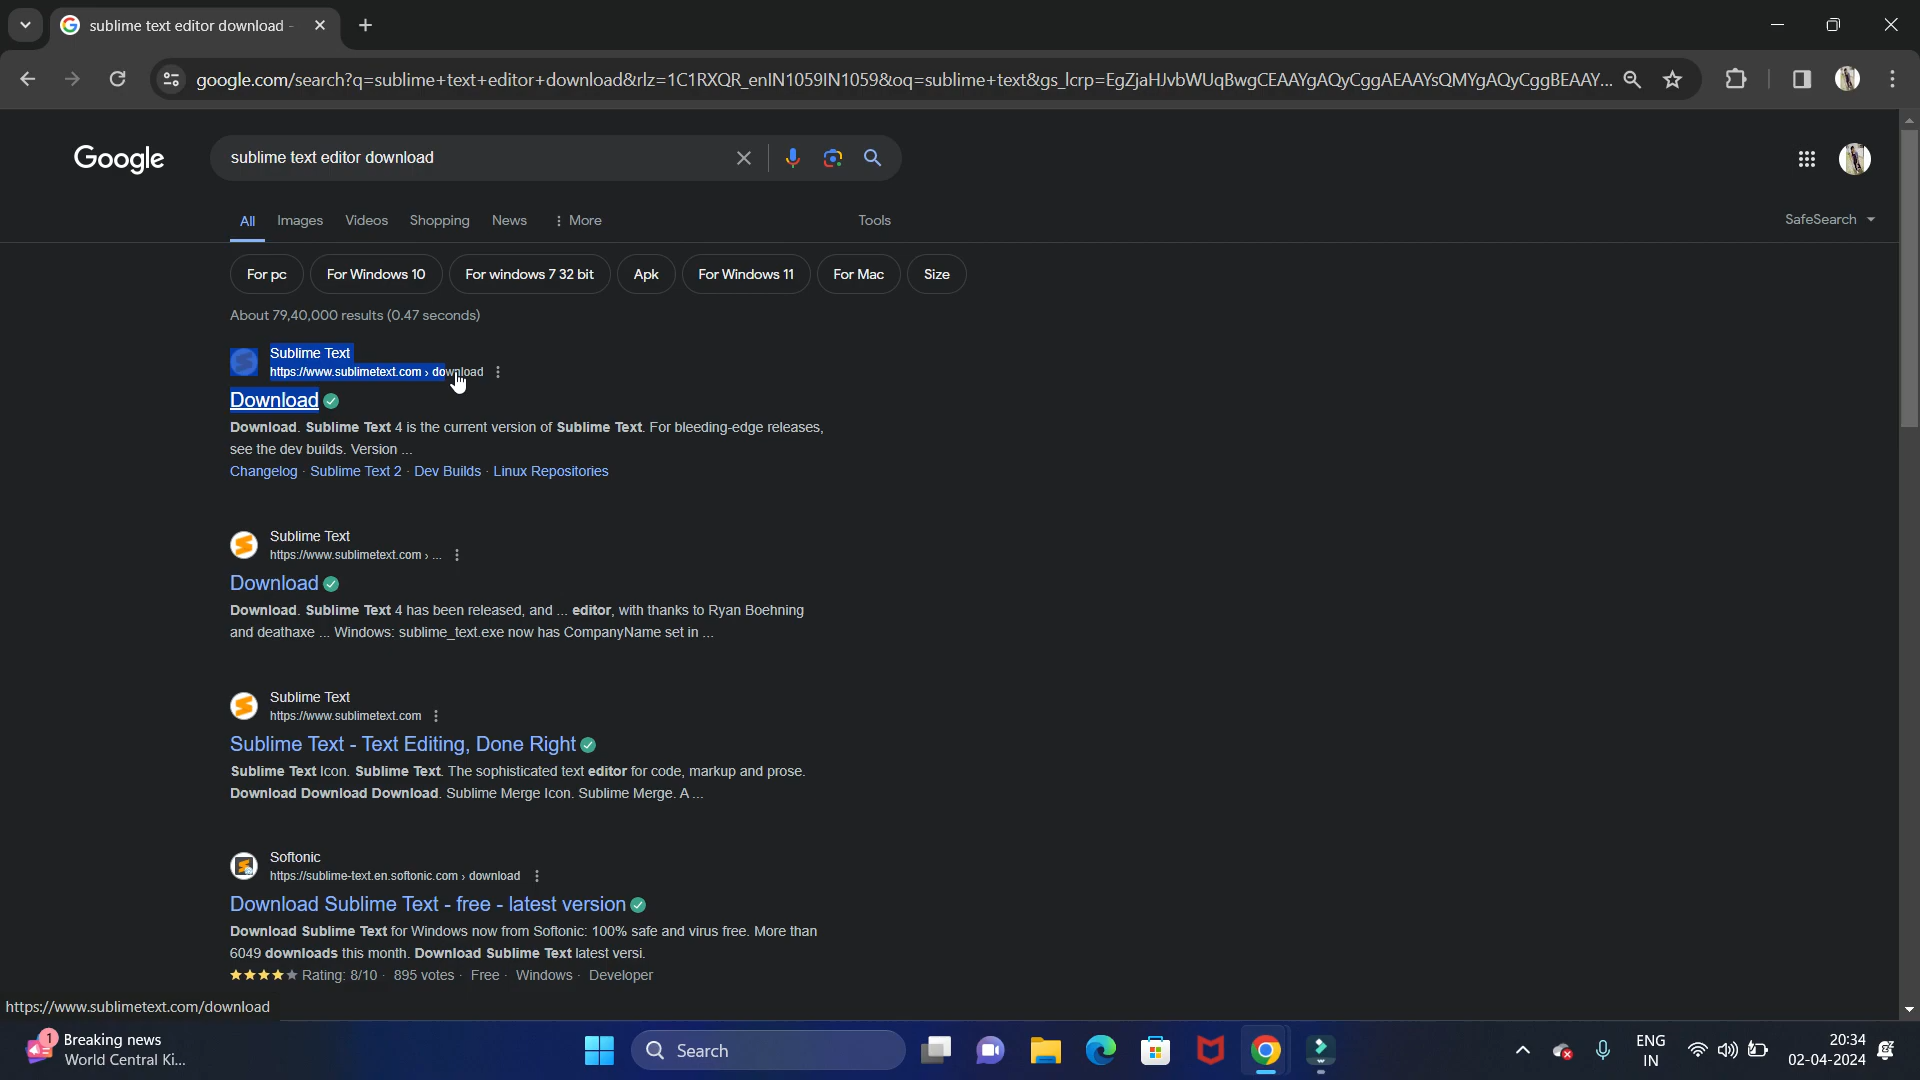 sublime text editor download -
google.com/search?q=sublime+text+editor+download&rlz=1C1RXQR_enIN1059IN1059&oq=sublime+text&gs_lcrp=EgZjaHJvbWUqBwgCEAAYgAQyCggAEAAYsQMYgAQyCggBEAAY...
Google
sublime text editor download
All Images Videos Shopping News More Tools SafeSearch
For pc For Windows 10 For windows 7 32 bit Apk For Windows 11 For Mac Size
About 79,40,000 results (0.47 seconds)
Sublime Text
https://www.sublimetext.com › download
Download
Download. Sublime Text 4 is the current version of Sublime Text. For bleeding-edge releases,
see the dev builds. Version ...
Changelog · Sublime Text 2 · Dev Builds · Linux Repositories
Sublime Text
https://www.sublimetext.com › ...
Download
Download. Sublime Text 4 has been released, and ... editor, with thanks to Ryan Boehning
and deathaxe ... Windows: sublime_text.exe now has CompanyName set in ...
Sublime Text
https://www.sublimetext.com
Sublime Text - Text Editing, Done Right
Sublime Text Icon. Sublime Text. The sophisticated text editor for code, markup and prose.
Download Download Download. Sublime Merge Icon. Sublime Merge. A ...
Softonic
https://sublime-text.en.softonic.com › download
Download Sublime Text - free - latest version
Download Sublime Text for Windows now from Softonic: 100% safe and virus free. More than
6049 downloads this month. Download Sublime Text latest versi.
Rating: 8/10 · 895 votes · Free · Windows · Developer
https://www.sublimetext.com/download
1
Breaking news
World Central Ki...
Search
ENG
IN
20:34
02-04-2024